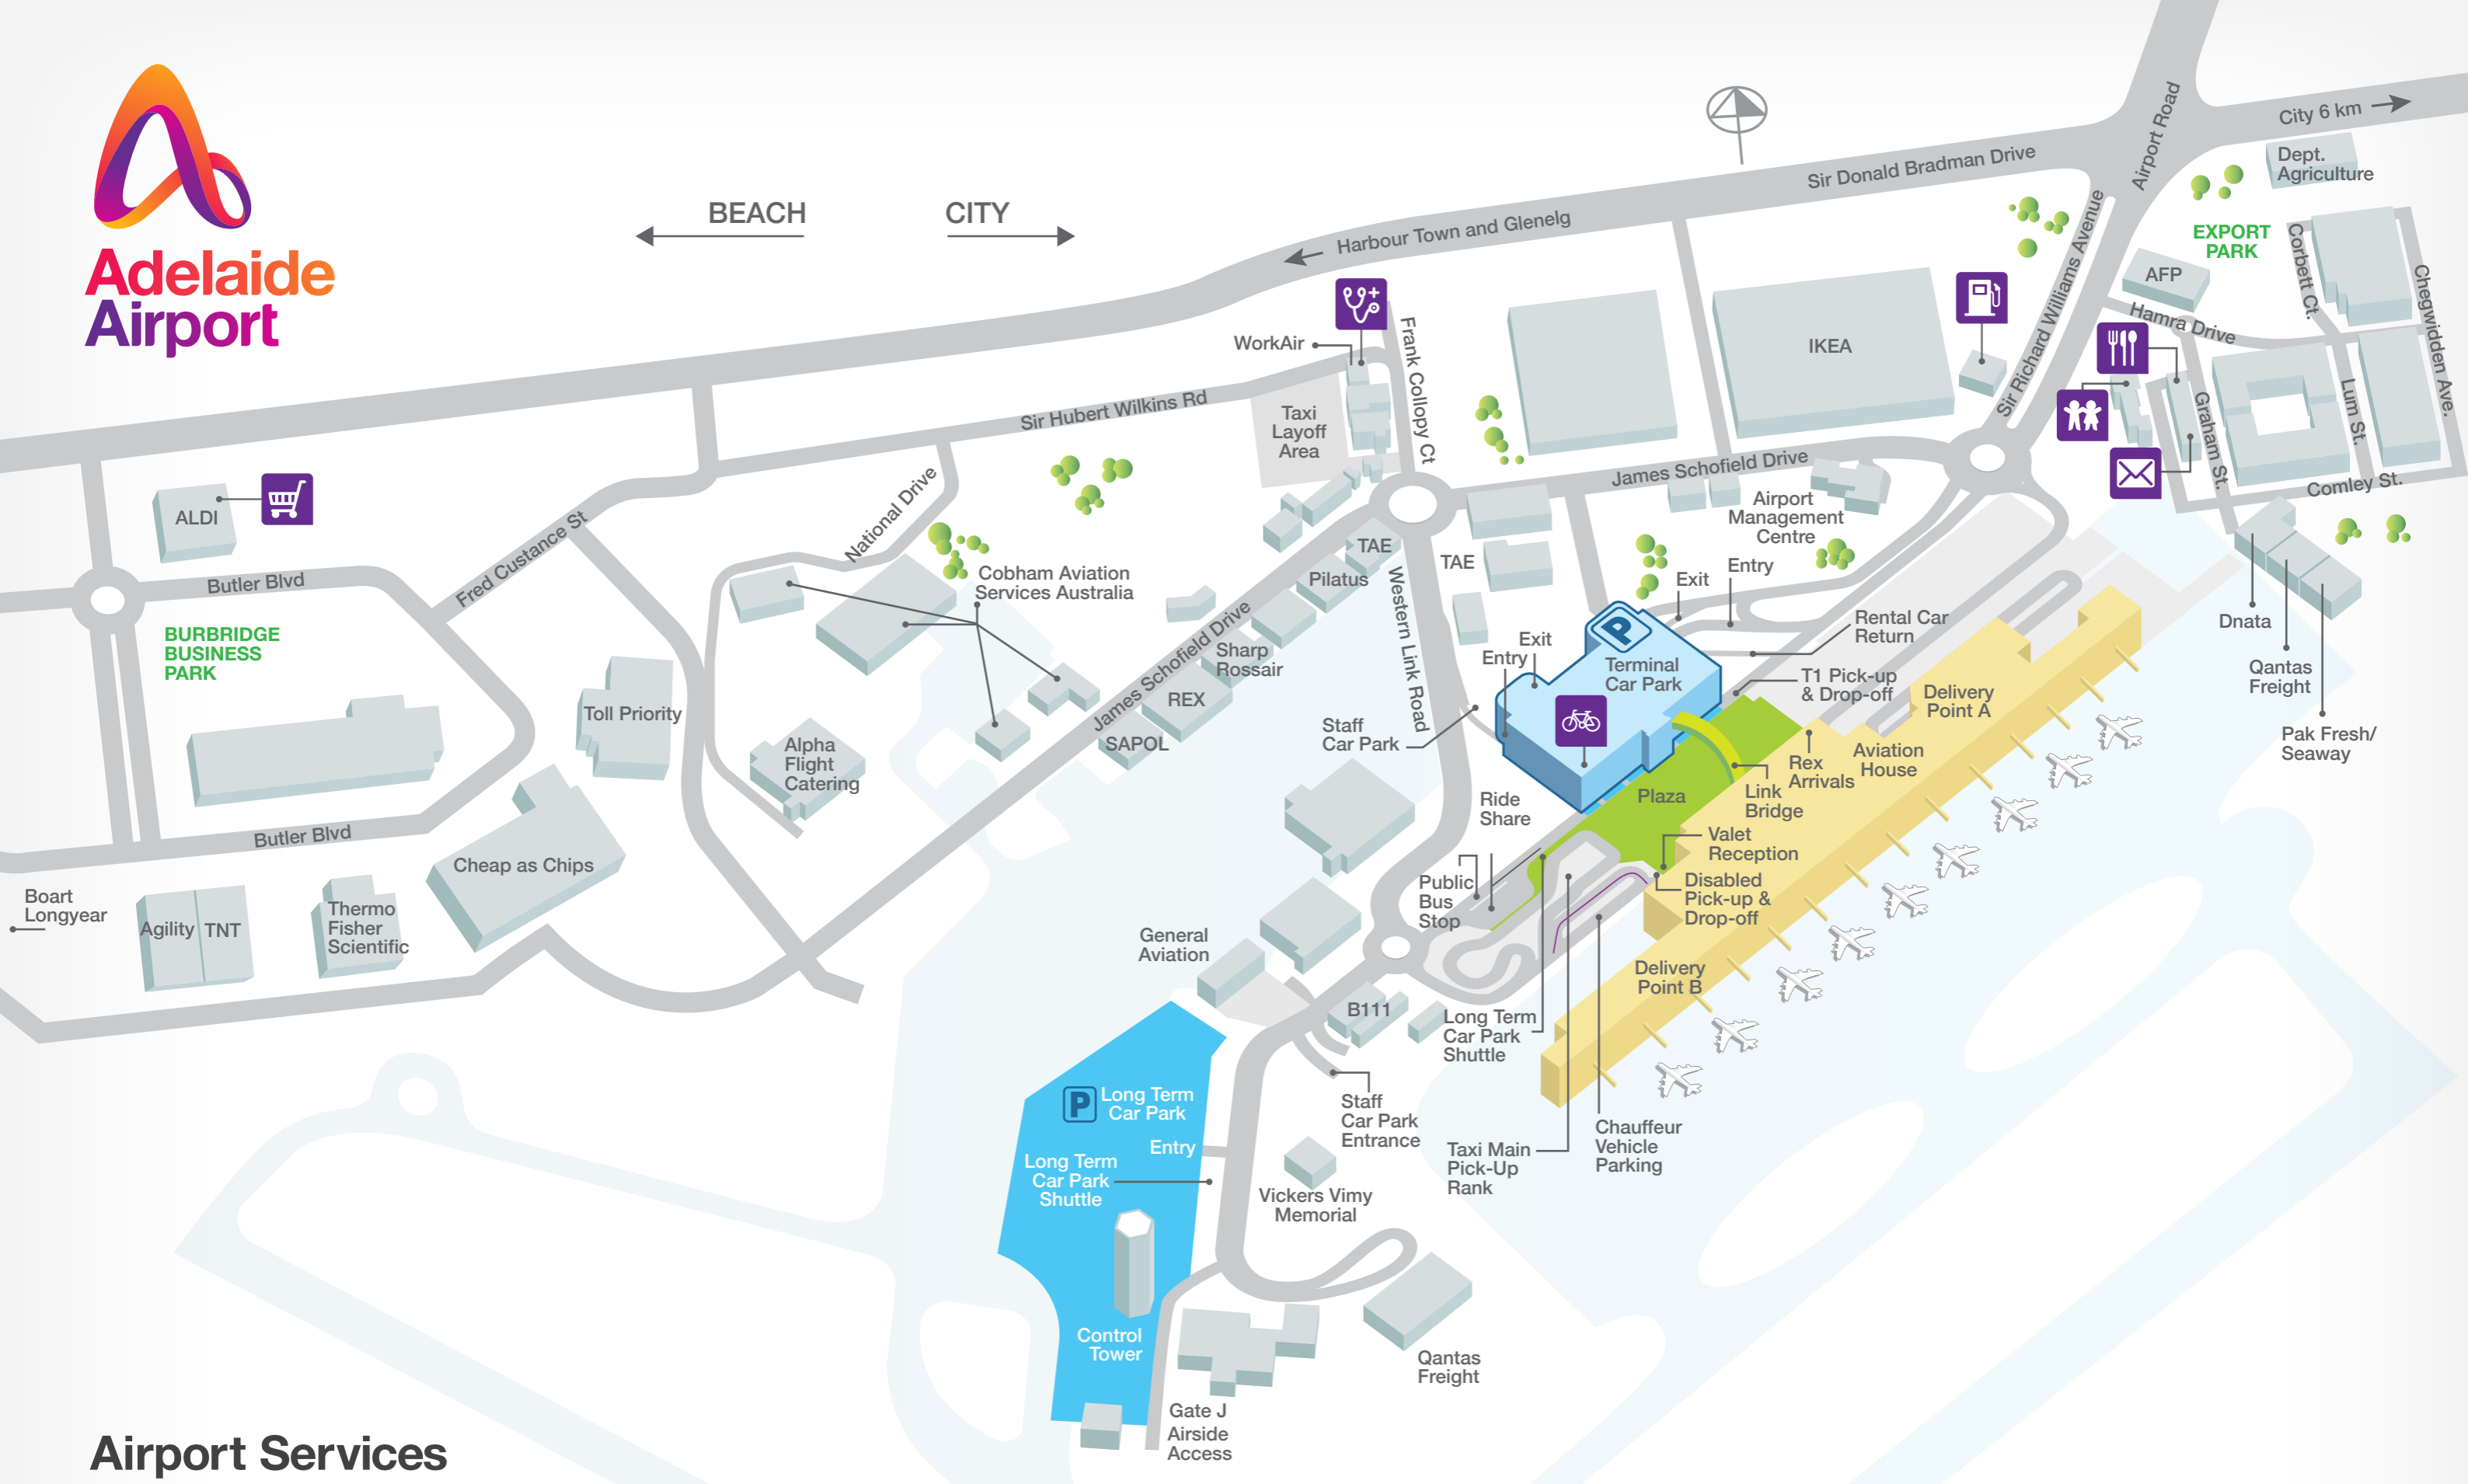 Adelaide
Airport
BEACH
CITY
Harbour Town and Glenelg
Sir Donald Bradman Drive
Airport Road
City 6 km
Dept.
Agriculture
EXPORT
PARK
AFP
Corbett Ct.
Chegwidden Ave.
Hamra Drive
Sir Richard Williams Avenue
Graham St.
Lum St.
Comley St.
IKEA
WorkAir
Frank Collopy Ct
Taxi
Layoff
Area
Sir Hubert Wilkins Rd
James Schofield Drive
Airport
Management
Centre
ALDI
Butler Blvd
Fred Custance St
National Drive
Cobham Aviation
Services Australia
BURBRIDGE
BUSINESS
PARK
Toll Priority
Alpha
Flight
Catering
James Schofield Drive
TAE
Pilatus
Sharp
Rossair
REX
SAPOL
TAE
Western Link Road
Exit
Entry
Exit
Entry
Rental Car
Return
Terminal
Car Park
P
T1 Pick-up
& Drop-off
Staff
Car Park
Delivery
Point A
Aviation
House
Rex
Arrivals
Link
Bridge
Plaza
Ride
Share
Valet
Reception
Disabled
Pick-up &
Drop-off
Public
Bus
Stop
Delivery
Point B
Dnata
Qantas
Freight
Pak Fresh/
Seaway
Butler Blvd
Cheap as Chips
Boart
Longyear
Agility
TNT
Thermo
Fisher
Scientific
General
Aviation
B111
Long Term
Car Park
Shuttle
Staff
Car Park
Entrance
Taxi Main
Pick-Up
Rank
Chauffeur
Vehicle
Parking
P
Long Term
Car Park
Entry
Long Term
Car Park
Shuttle
Vickers Vimy
Memorial
Control
Tower
Qantas
Freight
Gate J
Airside
Access
Airport Services